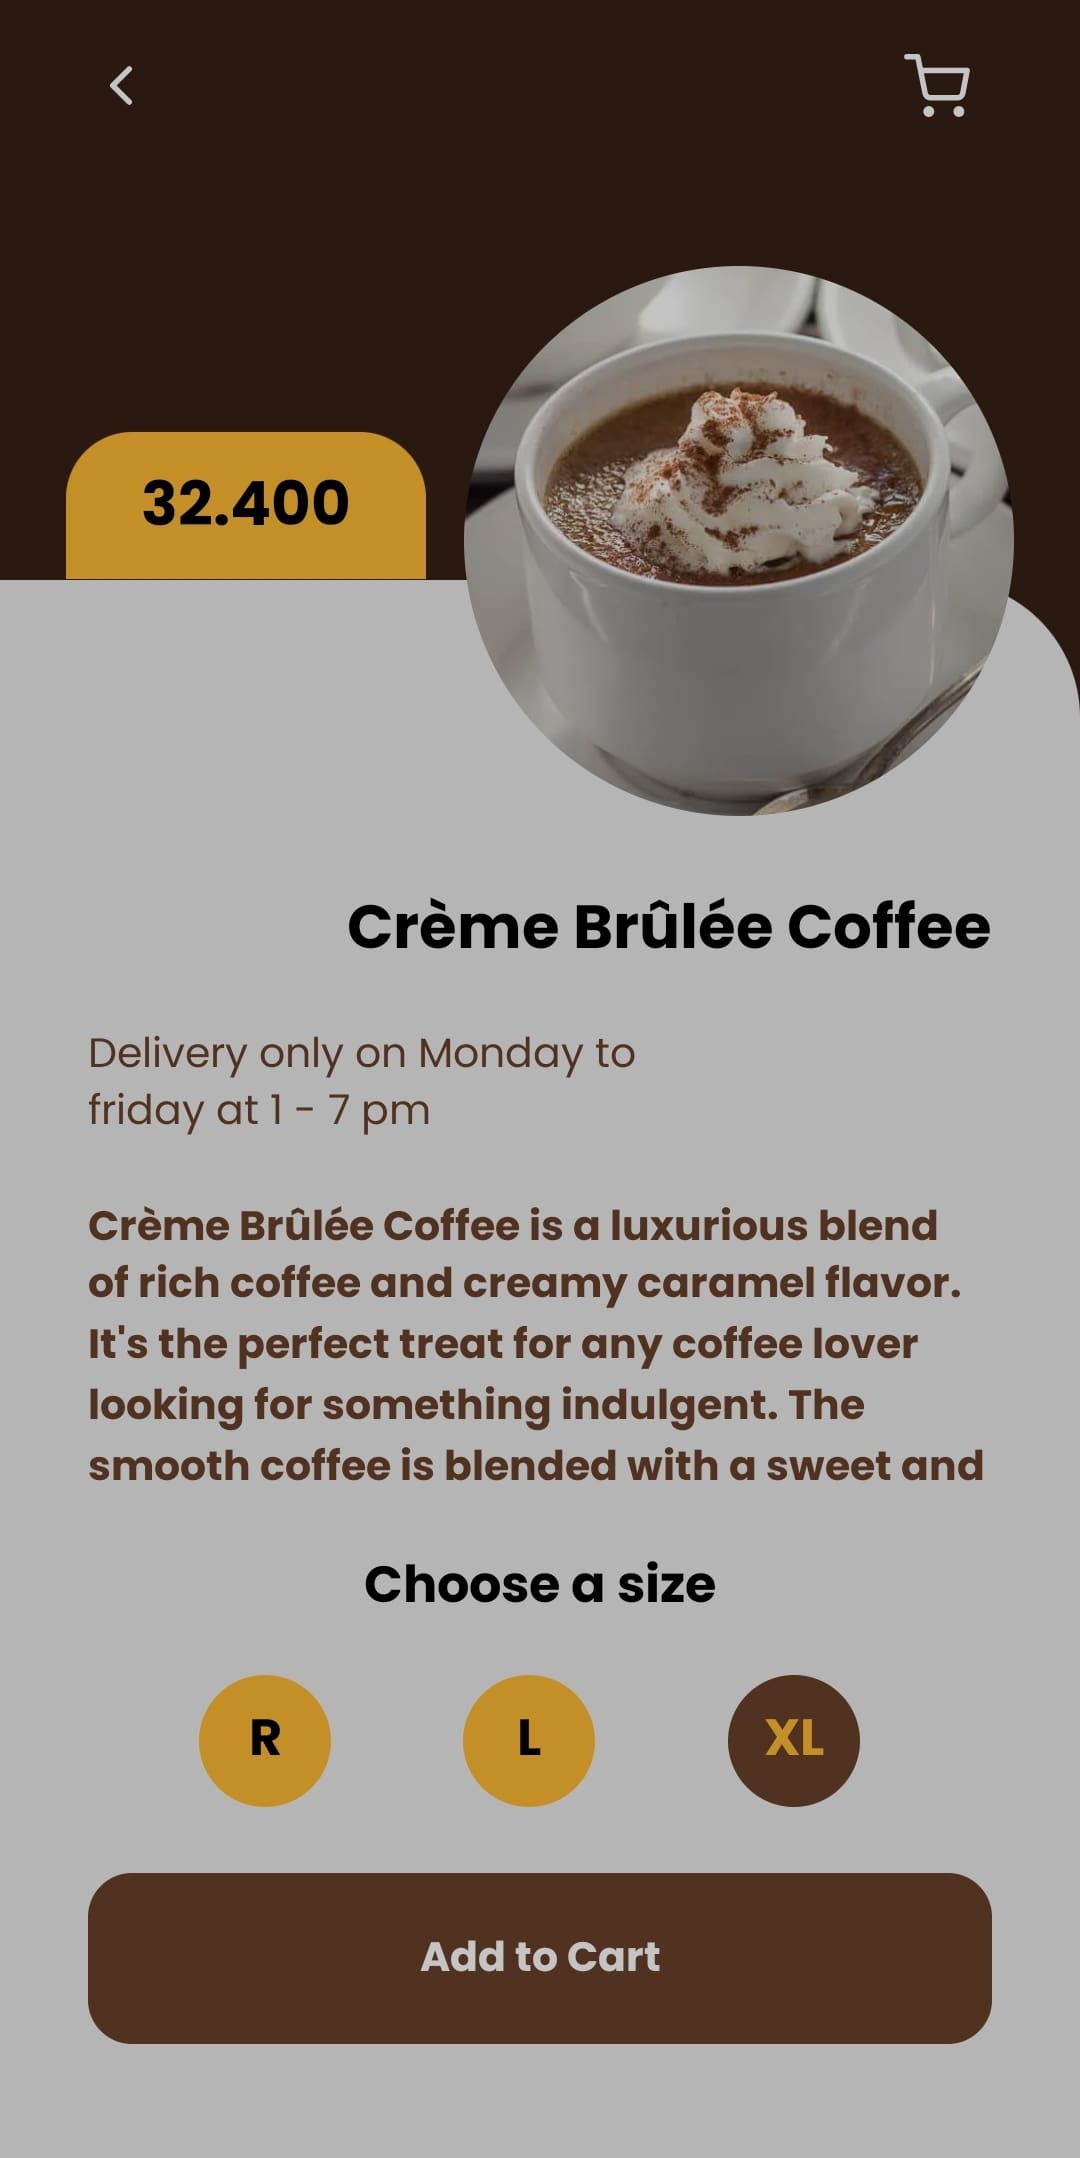 32.400
Crème Brûlée Coffee
Delivery only on Monday to
friday at 1 - 7 pm
Crème Brûlée Coffee is a luxurious blend
of rich coffee and creamy caramel flavor.
It's the perfect treat for any coffee lover
looking for something indulgent. The
smooth coffee is blended with a sweet and
Choose a size
R
L
XL
Add to Cart